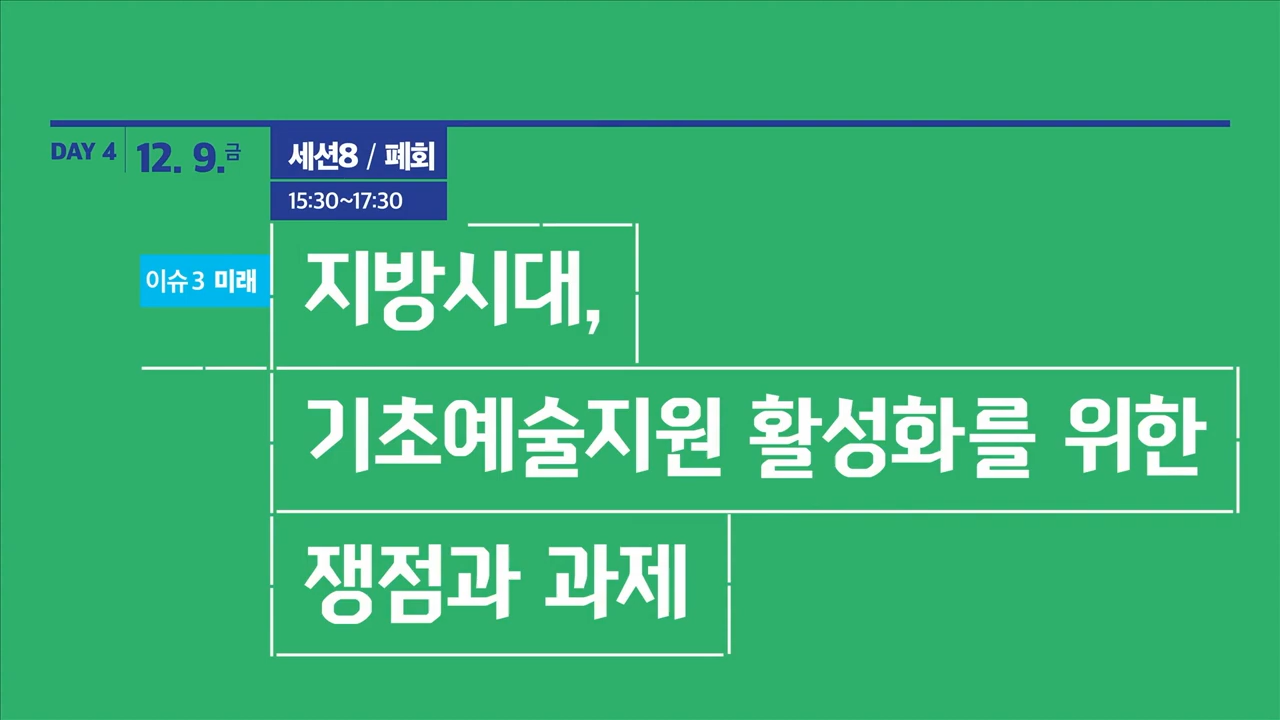 DAY 4 12. 9.금 세션8 / 폐회
15:30~17:30
이슈3 미래
지방시대,
기초예술지원 활성화를 위한
쟁점과 과제